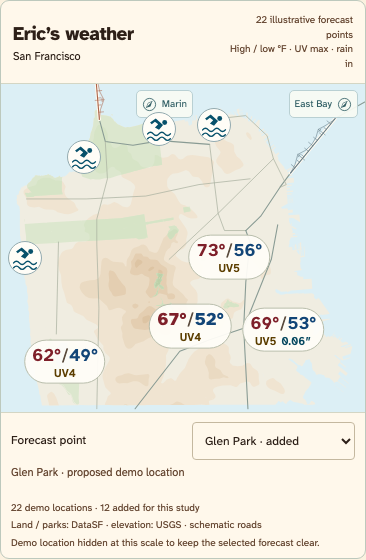 Eric's weather
San Francisco
22 illustrative forecast
points
High / low °F · UV max · rain
in
Marin
East Bay
73°/56°
UV5
67°/52°
UV4
69°/53°
UV5 0.06″
62°/49°
UV4
Forecast point
Glen Park · added
Glen Park · proposed demo location
22 demo locations · 12 added for this study
Land / parks: DataSF · elevation: USGS · schematic roads
Demo location hidden at this scale to keep the selected forecast clear.